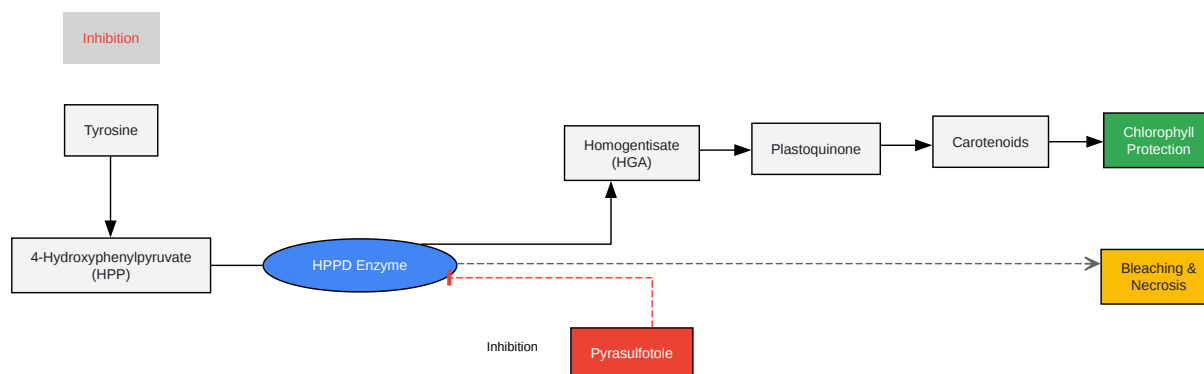 Inhibition
Tyrosine
4-Hydroxyphenylpyruvate
(HPP)
HPPD Enzyme
Homogentisate
(HGA)
Plastoquinone
Carotenoids
Chlorophyll
Protection
Bleaching &
Necrosis
Inhibition
Pyrasulfotole